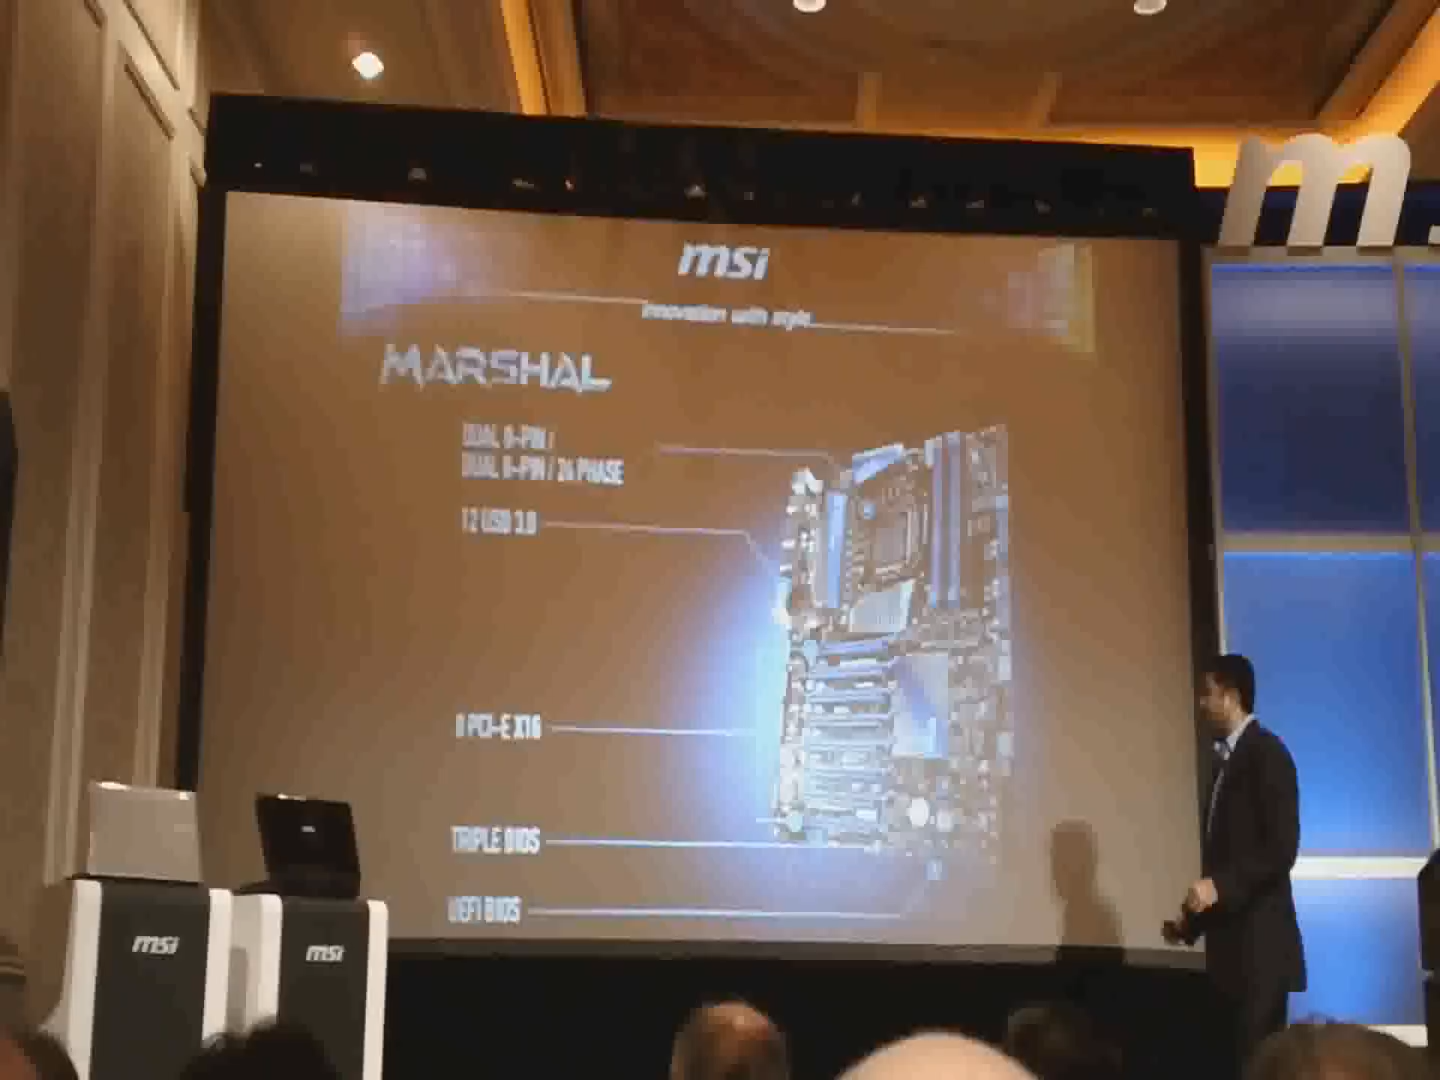 msi
innovation with style
MARSHAL
DUAL 8-PIN /
DUAL 8-PIN / 24 PHASE
12 USB 3.0
8 PCI-E X16
TRIPLE BIOS
UEFI BIOS
msi
msi
m